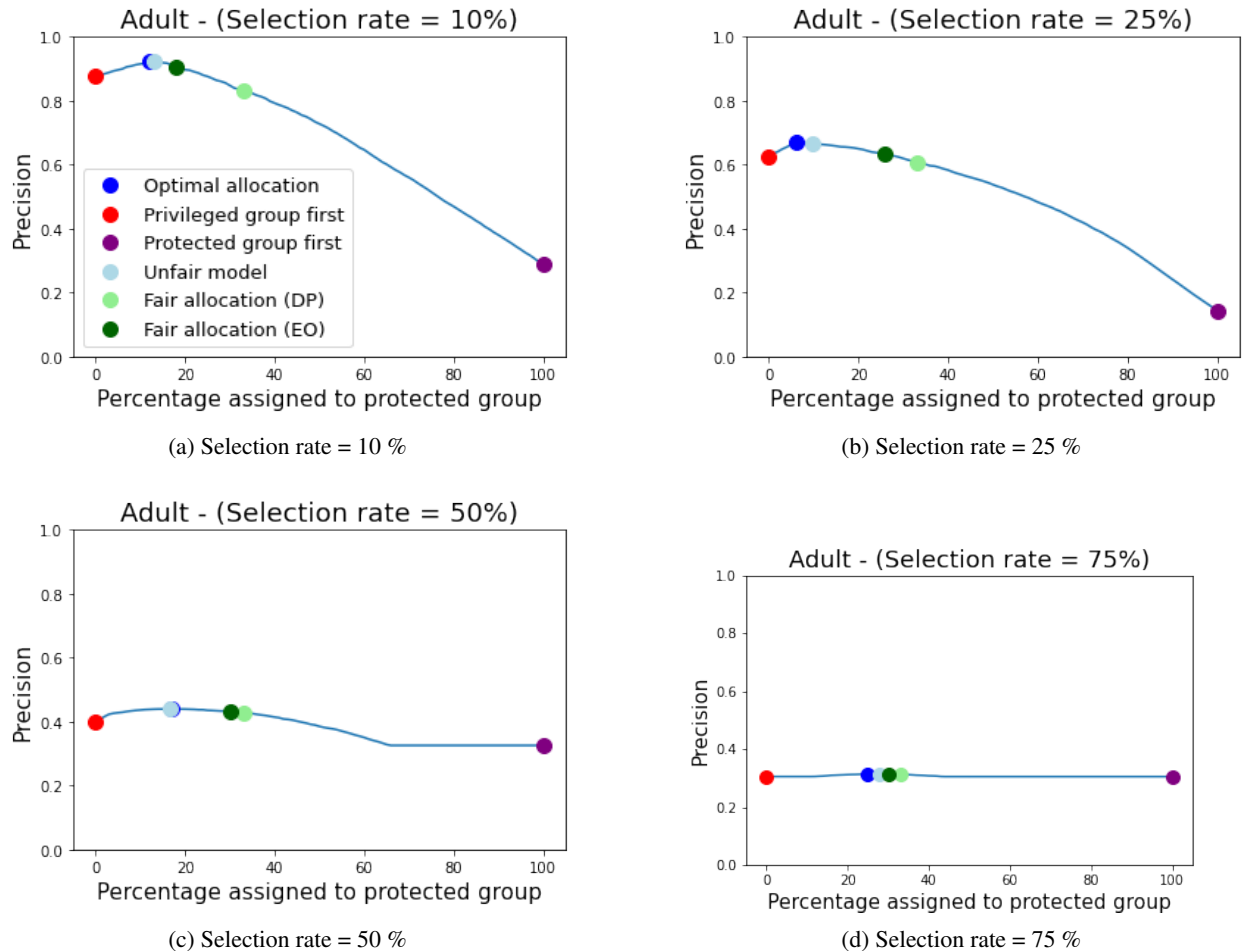 Adult - (Selection rate = 10%)
1.0
0.8
0.6
0.4
0.2
0.0
Precision
Optimal allocation
Privileged group first
Protected group first
Unfair model
Fair allocation (DP)
Fair allocation (EO)
0 20 40 60 80 100
Percentage assigned to protected group
(a) Selection rate = 10 %
Adult - (Selection rate = 25%)
1.0
0.8
0.6
0.4
0.2
0.0
Precision
0 20 40 60 80 100
Percentage assigned to protected group
(b) Selection rate = 25 %
Adult - (Selection rate = 50%)
1.0
0.8
0.6
0.4
0.2
0.0
Precision
0 20 40 60 80 100
Percentage assigned to protected group
(c) Selection rate = 50 %
Adult - (Selection rate = 75%)
1.0
0.8
0.6
0.4
0.2
0.0
Precision
0 20 40 60 80 100
Percentage assigned to protected group
(d) Selection rate = 75 %